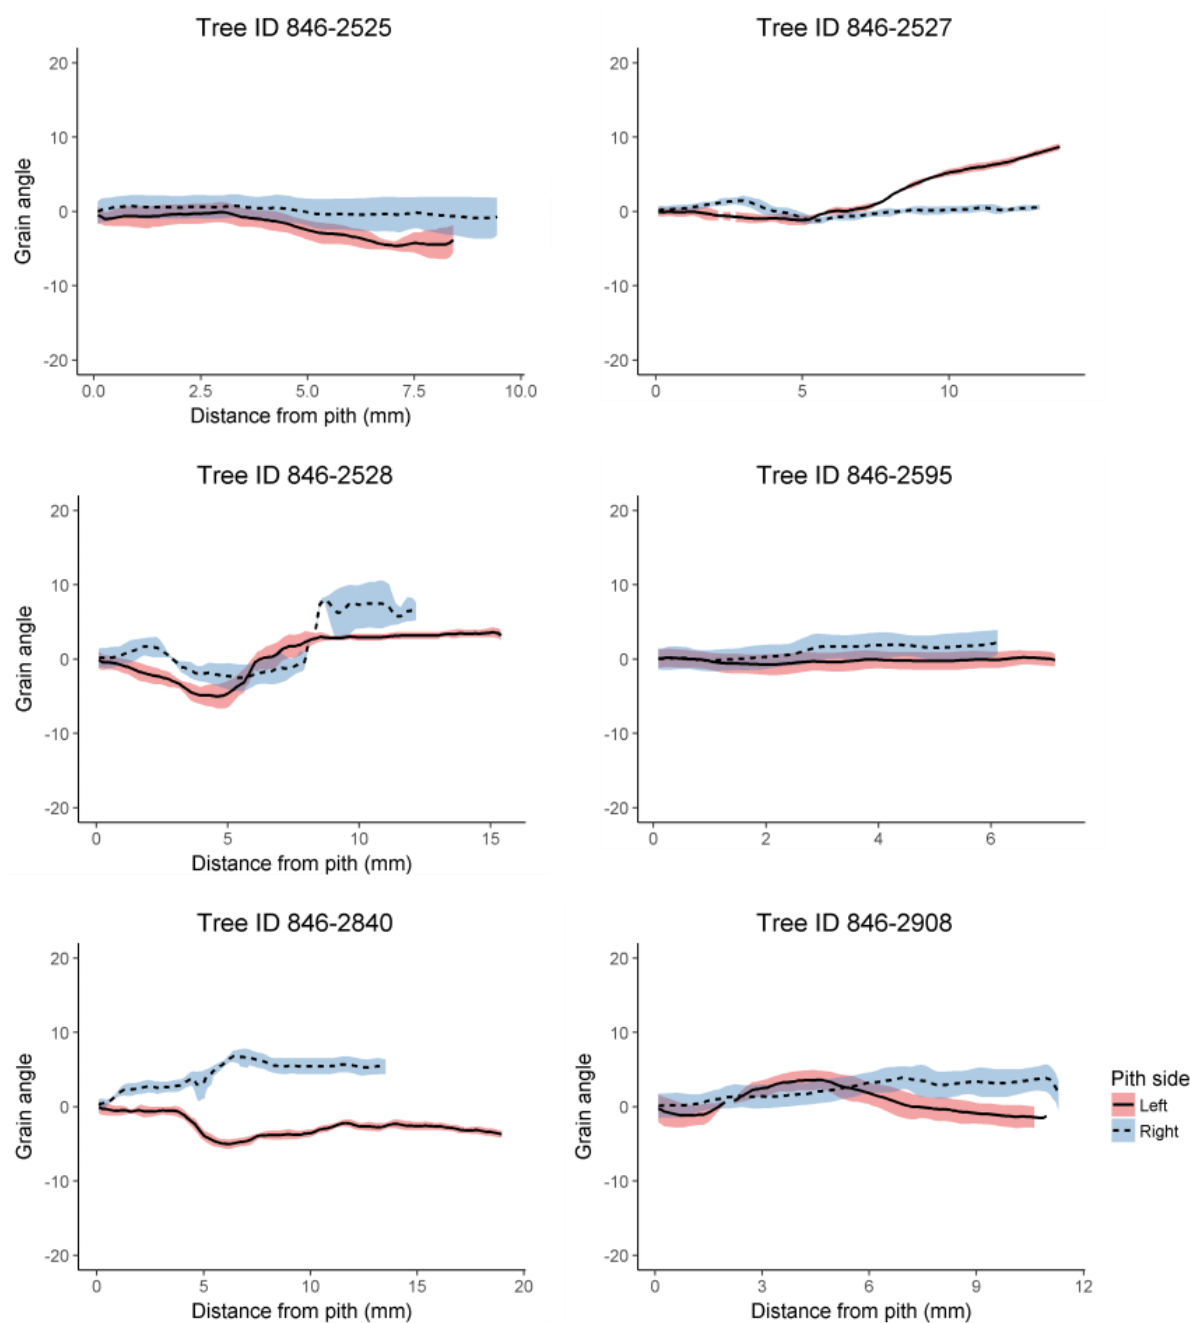 Tree ID 846-2525
20
10
0
-10
-20
Grain angle
0.0 2.5 5.0 7.5 10.0
Distance from pith (mm)
Tree ID 846-2527
20
10
0
-10
-20
0 5 10
Tree ID 846-2528
20
10
0
-10
-20
Grain angle
0 5 10 15
Distance from pith (mm)
Tree ID 846-2595
20
10
0
-10
-20
0 2 4 6
Tree ID 846-2840
20
10
0
-10
-20
Grain angle
0 5 10 15 20
Distance from pith (mm)
Tree ID 846-2908
20
10
0
-10
-20
Grain angle
0 3 6 9 12
Distance from pith (mm)
Pith side
Left
Right